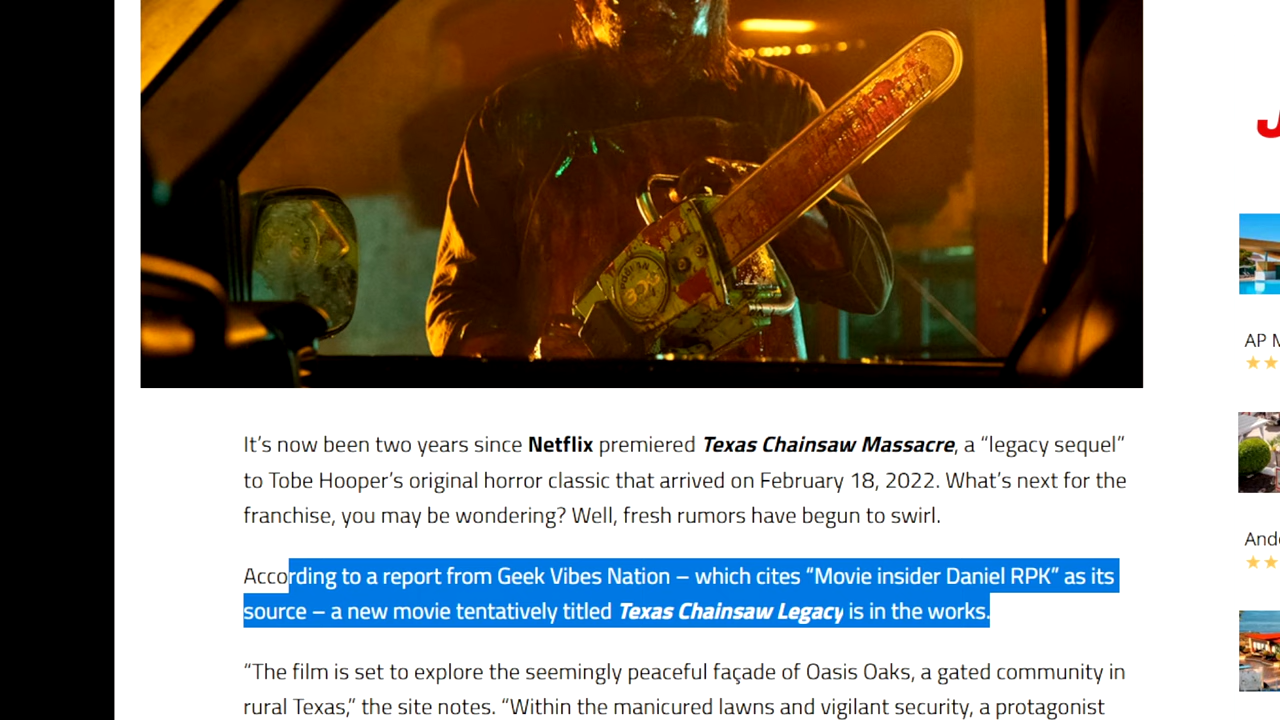 It's now been two years since Netflix premiered Texas Chainsaw Massacre, a “legacy sequel”
to Tobe Hooper's original horror classic that arrived on February 18, 2022. What's next for the
franchise, you may be wondering? Well, fresh rumors have begun to swirl.
According to a report from Geek Vibes Nation – which cites “Movie insider Daniel RPK” as its
source – a new movie tentatively titled Texas Chainsaw Legacy is in the works.
“The film is set to explore the seemingly peaceful façade of Oasis Oaks, a gated community in
rural Texas,” the site notes. “Within the manicured lawns and vigilant security, a protagonist
AP M